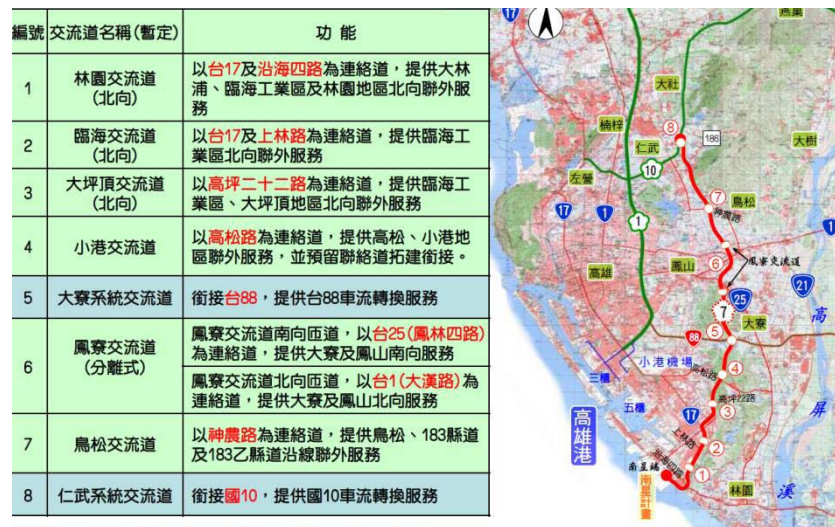 編號 交流道名稱(暫定) 功 能
1 林園交流道
(北向)
以台17及沿海四路為連絡道，提供大林
浦、臨海工業區及林園地區北向聯外服
務
2 臨海交流道
(北向)
以台17及上林路為連絡道，提供臨海工
業區北向聯外服務
3 大坪頂交流道
(北向)
以高坪二十二路為連絡道，提供臨海工
業區、大坪頂地區北向聯外服務
4 小港交流道
以高松路為連絡道，提供高松、小港地
區聯外服務，並預留聯絡道拓建銜接。
5 大寮系統交流道 銜接台88，提供台88車流轉換服務
6 鳳寮交流道
(分離式)
鳳寮交流道南向匝道，以台25(鳳林四路)
為連絡道，提供大寮及鳳山南向服務
鳳寮交流道北向匝道，以台1(大漢路)為
連絡道，提供大寮及鳳山北向服務
7 鳥松交流道
以神農路為連絡道，提供鳥松、183縣道
及183乙縣道沿線聯外服務
8 仁武系統交流道 銜接國10，提供國10車流轉換服務
17
燕巢
大社
楠梓
8
186
仁武
大樹
10
左營
7
鳥松
神農路
17
1
1
1
鳳寮交流道
鳳山
6
高雄
21
25
7
大寮
高
88
5
小港機場
4
高松路
三櫃
高坪22路
3
屏
五櫃
17
高雄港
上林路
2
沿海四路
南星端
1
南星計畫
林園
溪